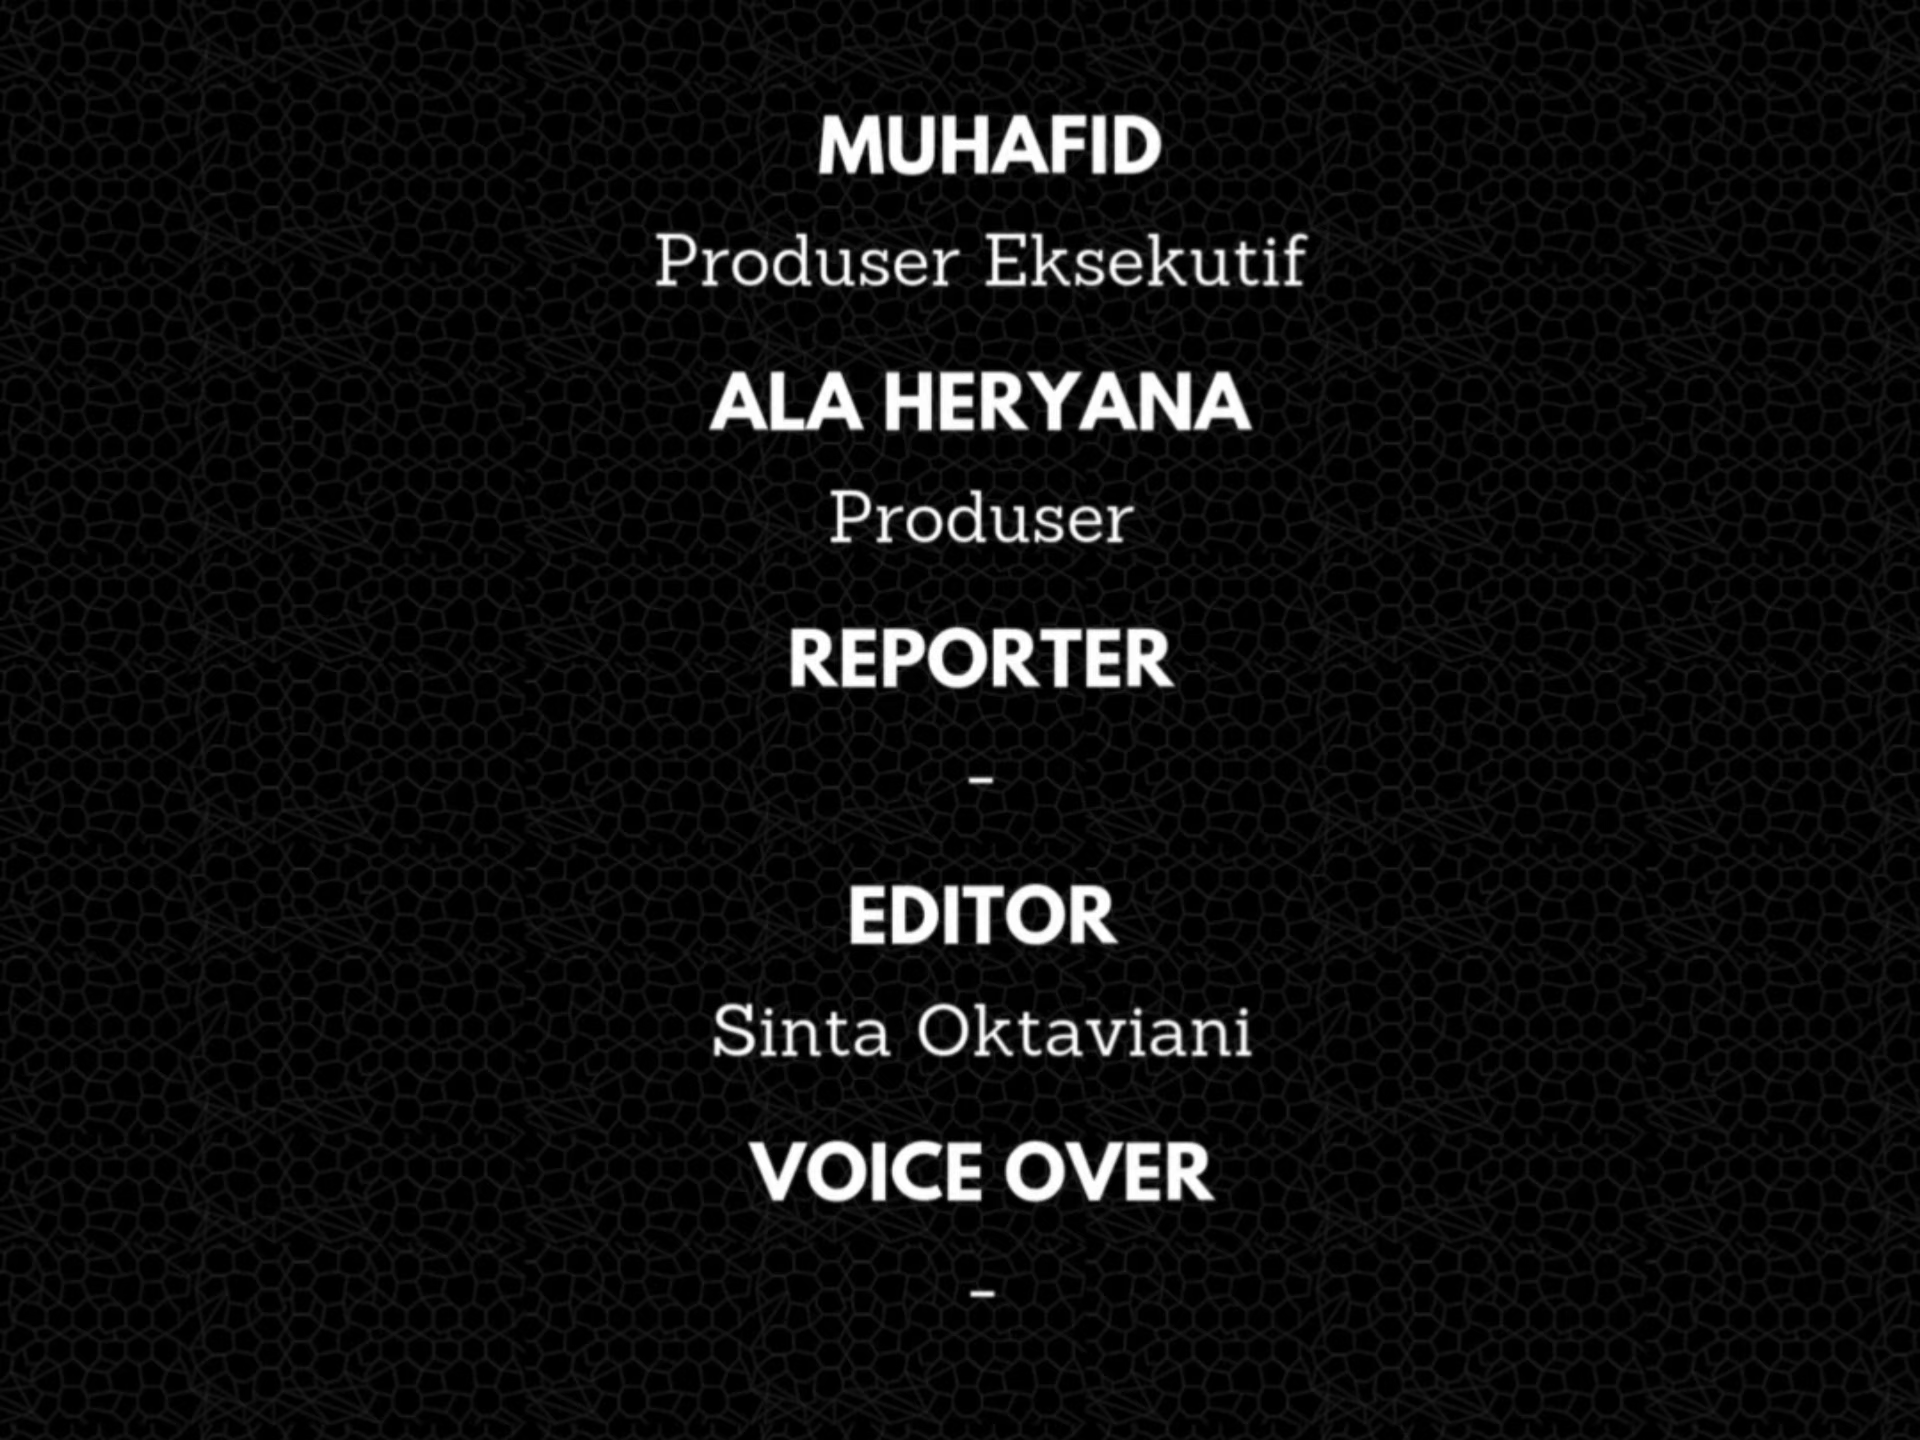 MUHAFID
Produser Eksekutif
ALA HERYANA
Produser
REPORTER
-
EDITOR
Sinta Oktaviani
VOICE OVER
-